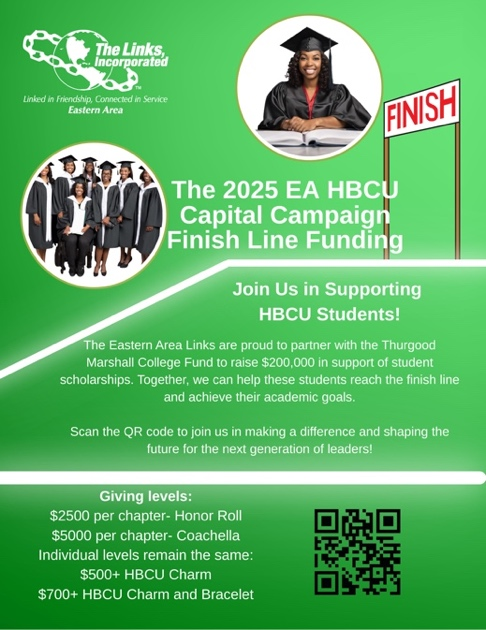 The Links,
Incorporated
TM
Linked in Friendship, Connected in Service
Eastern Area
FINISH
The 2025 EA HBCU
Capital Campaign
Finish Line Funding
Join Us in Supporting
HBCU Students!
The Eastern Area Links are proud to partner with the Thurgood
Marshall College Fund to raise $200,000 in support of student
scholarships. Together, we can help these students reach the finish line
and achieve their academic goals.
Scan the QR code to join us in making a difference and shaping the
future for the next generation of leaders!
Giving levels:
$2500 per chapter- Honor Roll
$5000 per chapter- Coachella
Individual levels remain the same:
$500+ HBCU Charm
$700+ HBCU Charm and Bracelet